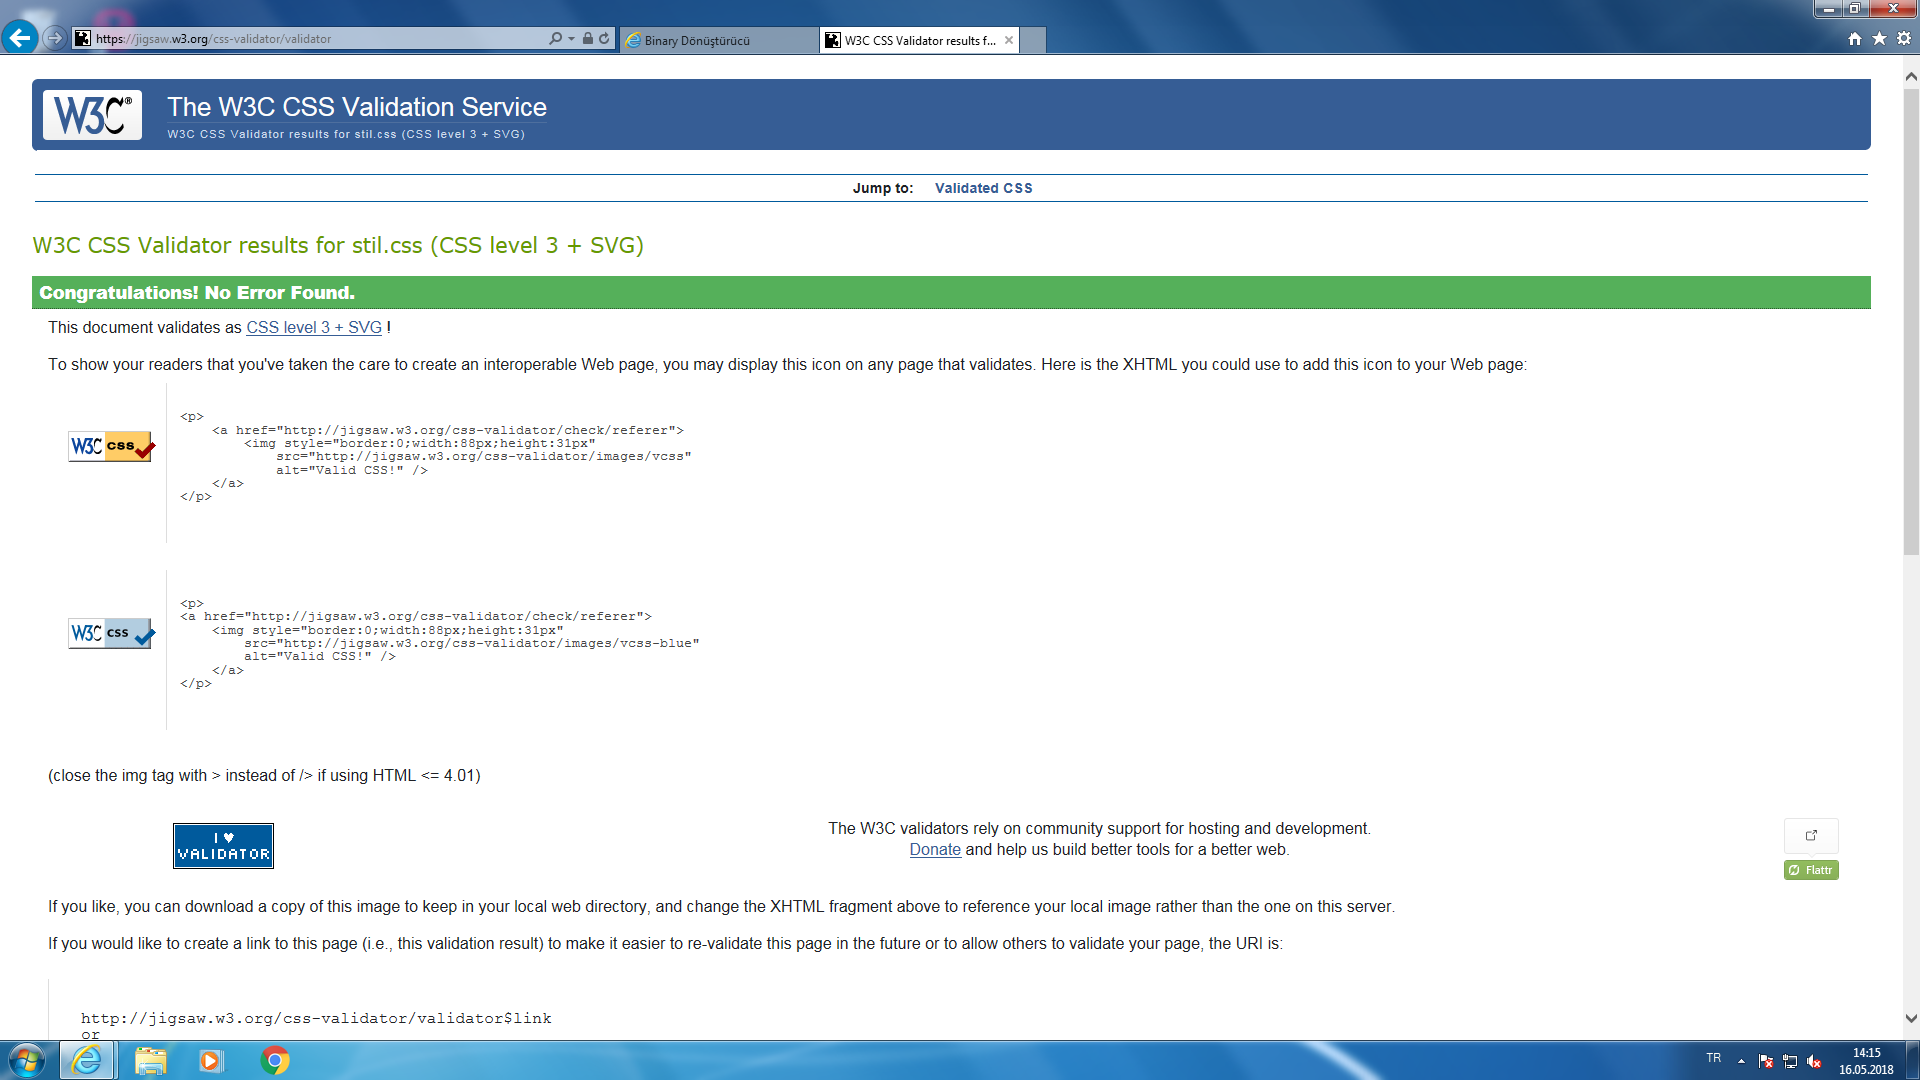 https://jigsaw.w3.org/css-validator/validator
Binary Dönüştürücü
W3C CSS Validator results f...
W3C®
The W3C CSS Validation Service
W3C CSS Validator results for stil.css (CSS level 3 + SVG)
Jump to: Validated CSS
W3C CSS Validator results for stil.css (CSS level 3 + SVG)
Congratulations! No Error Found.
This document validates as CSS level 3 + SVG !
To show your readers that you've taken the care to create an interoperable Web page, you may display this icon on any page that validates. Here is the XHTML you could use to add this icon to your Web page:
W3C css
<p>
<a href="http://jigsaw.w3.org/css-validator/check/referer">
<img style="border:0;width:88px;height:31px"
src="http://jigsaw.w3.org/css-validator/images/vcss"
alt="Valid CSS!" />
</a>
</p>
W3C css
<p>
<a href="http://jigsaw.w3.org/css-validator/check/referer">
<img style="border:0;width:88px;height:31px"
src="http://jigsaw.w3.org/css-validator/images/vcss-blue"
alt="Valid CSS!" />
</a>
</p>
(close the img tag with > instead of /> if using HTML <= 4.01)
I ♥
VALIDATOR
The W3C validators rely on community support for hosting and development.
Donate and help us build better tools for a better web.
Flattr
If you like, you can download a copy of this image to keep in your local web directory, and change the XHTML fragment above to reference your local image rather than the one on this server.
If you would like to create a link to this page (i.e., this validation result) to make it easier to re-validate this page in the future or to allow others to validate your page, the URI is:
http://jigsaw.w3.org/css-validator/validator$link
or
TR
14:15
16.05.2018